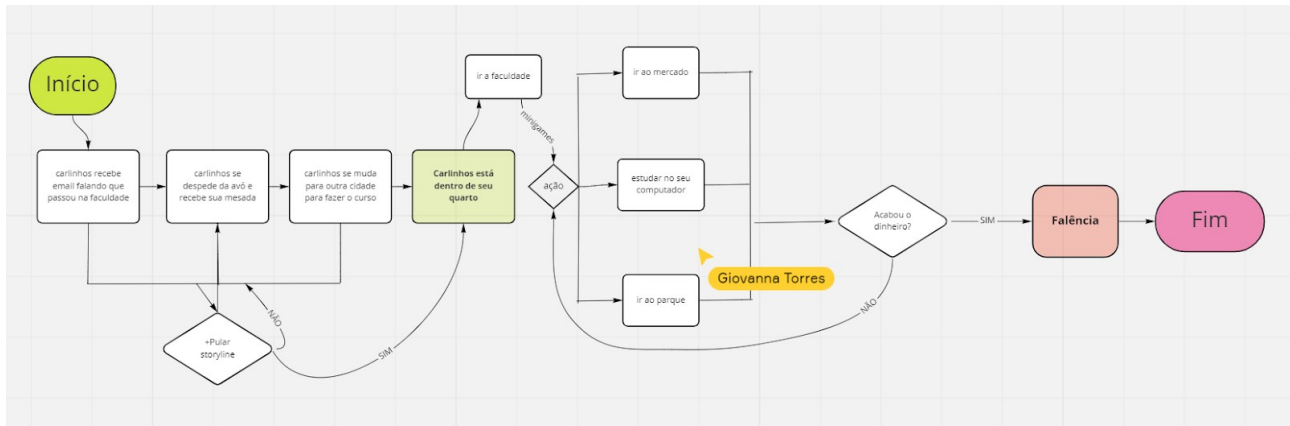 Início
carlinhos recebe
email falando que
passou na faculdade
carlinhos se
despede da avó e
recebe sua mesada
carlinhos se muda
para outra cidade
para fazer o curso
Carlinhos está
dentro de seu
quarto
+Pular
storyline
NÃO
SIM
ir a faculdade
minigames
ação
ir ao mercado
estudar no seu
computador
ir ao parque
Giovanna Torres
Acabou o
dinheiro?
NÃO
SIM
Falência
Fim